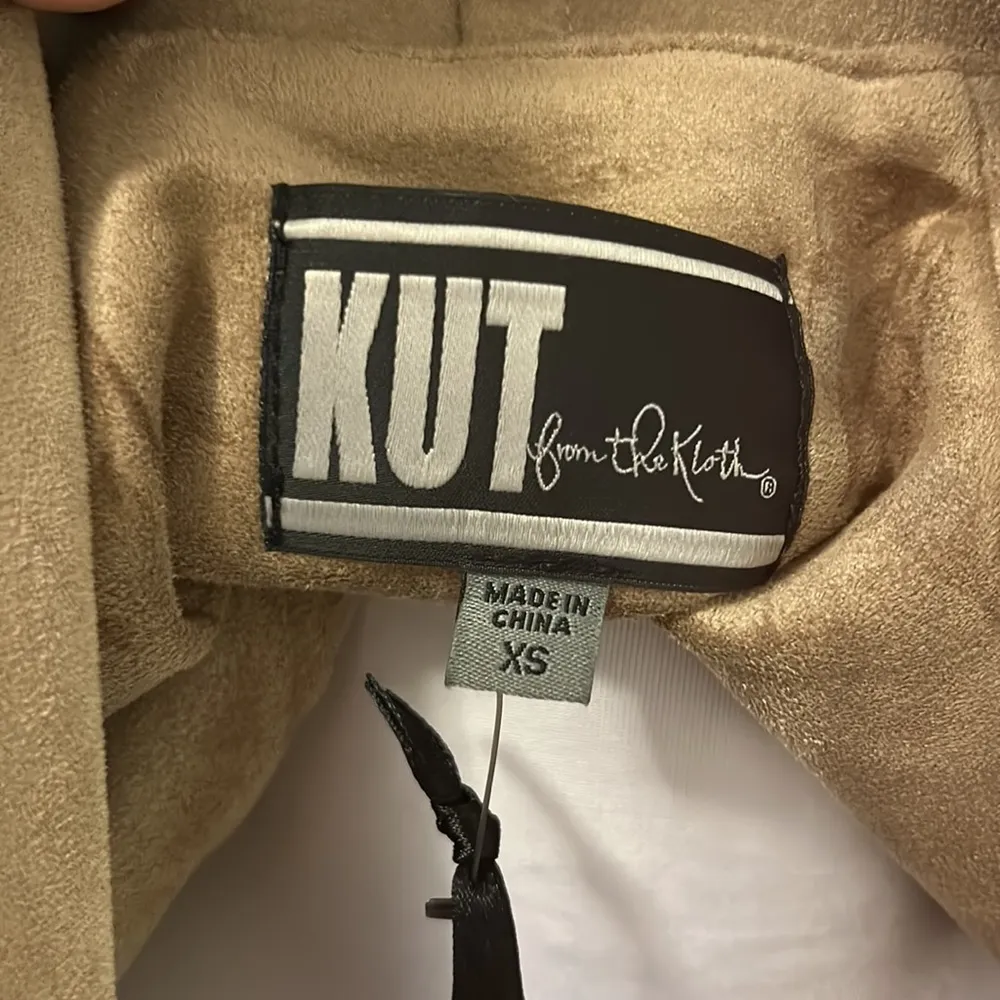 KUT from the Kloth®
MADE IN
CHINA
XS